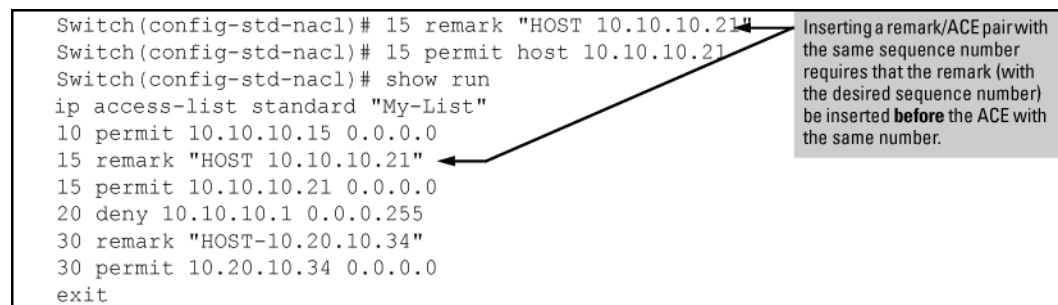 Switch(config-std-nacl)# 15 remark "HOST 10.10.10.21"
Switch(config-std-nacl)# 15 permit host 10.10.10.21
Switch(config-std-nacl)# show run
ip access-list standard "My-List"
10 permit 10.10.10.15 0.0.0.0
15 remark "HOST 10.10.10.21"
15 permit 10.10.10.21 0.0.0.0
20 deny 10.10.10.1 0.0.0.255
30 remark "HOST-10.20.10.34"
30 permit 10.20.10.34 0.0.0.0
exit
Inserting a remark/ACE pair with
the same sequence number
requires that the remark (with
the desired sequence number)
be inserted before the ACE with
the same number.